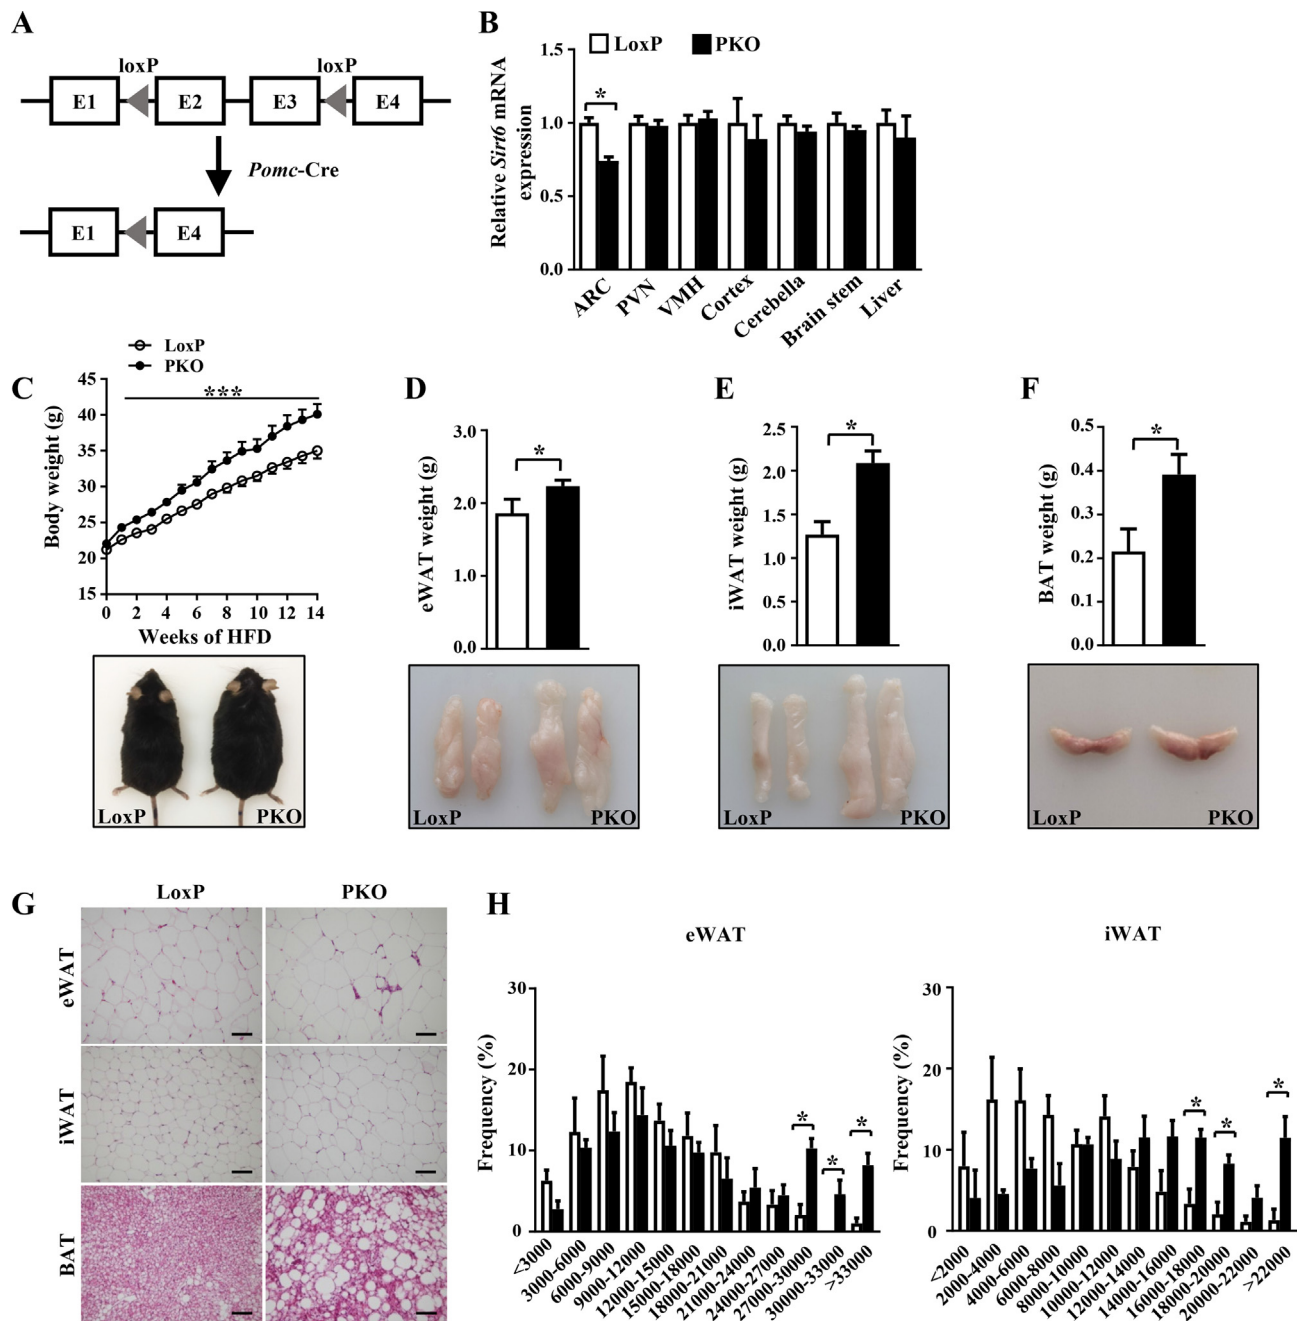 A
loxP loxP
E1 E2 E3 E4
Pomc-Cre
E1 E4
B
LoxP PKO
Relative Sirt6 mRNA
expression
1.5
1.0
0.5
0.0
ARC PVN VMH Cortex Cerebella Brain stem Liver
C
LoxP
PKO
Body weight (g)
45
40
35
30
25
20
15
***
0 2 4 6 8 10 12 14
Weeks of HFD
LoxP PKO
D
eWAT weight (g)
3.0
2.0
1.0
0.0
*
LoxP PKO
E
iWAT weight (g)
2.5
2.0
1.5
1.0
0.5
0.0
*
LoxP PKO
F
BAT weight (g)
0.5
0.4
0.3
0.2
0.1
0.0
*
LoxP PKO
G
LoxP PKO
eWAT
iWAT
BAT
H
eWAT
Frequency (%)
30
20
10
0
* * *
<3000 3000-6000 6000-9000 9000-12000 12000-15000 15000-18000 18000-21000 21000-24000 24000-27000 27000-30000 30000-33000 >33000
iWAT
Frequency (%)
30
20
10
0
* * *
<2000 2000-4000 4000-6000 6000-8000 8000-10000 10000-12000 12000-14000 14000-16000 16000-18000 18000-20000 20000-22000 >22000